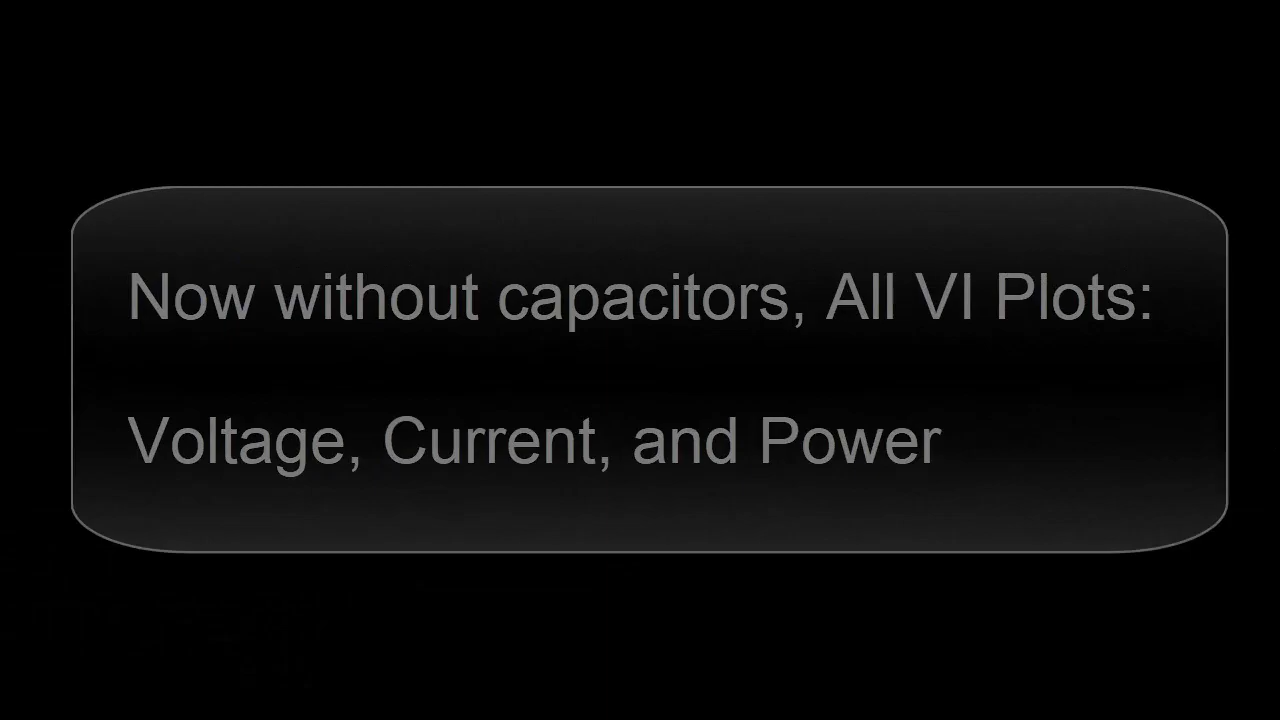 Now without capacitors, All VI Plots:
Voltage, Current, and Power